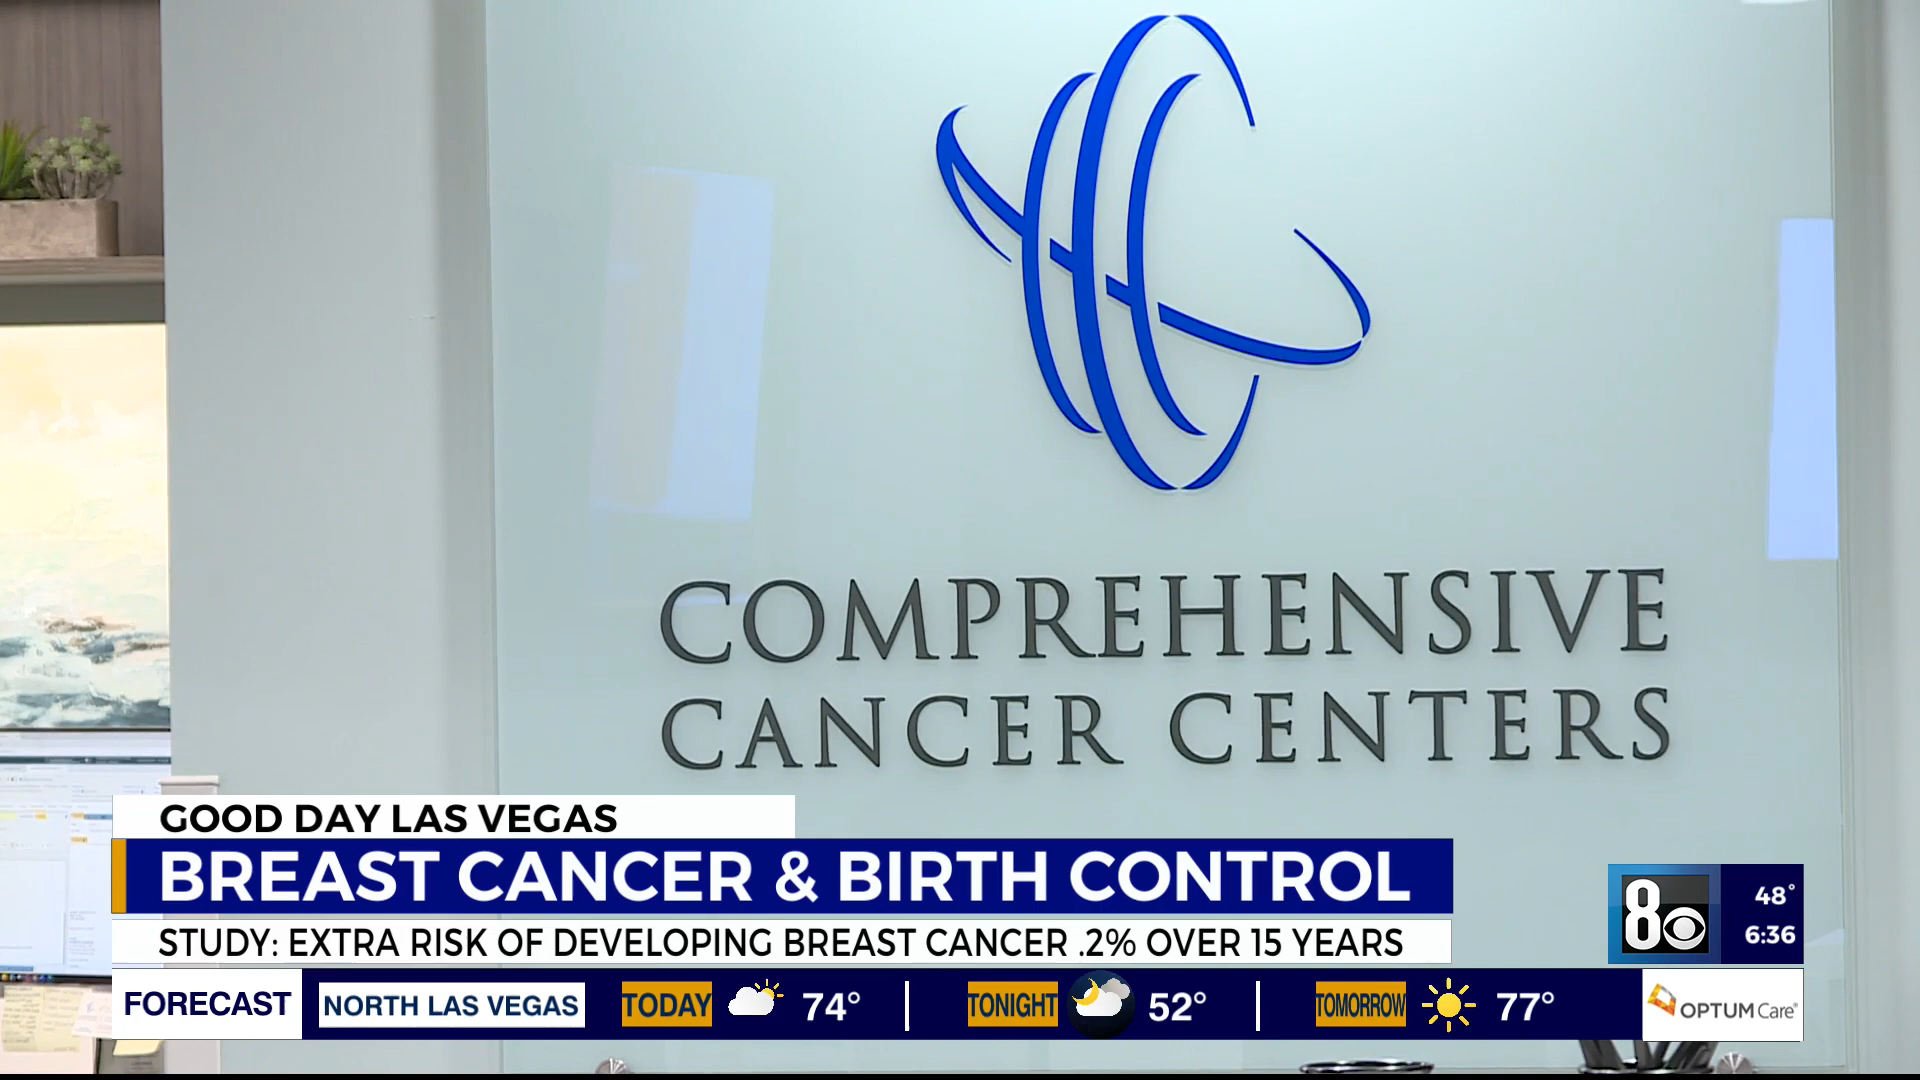 COMPREHENSIVE
CANCER CENTERS
GOOD DAY LAS VEGAS
BREAST CANCER & BIRTH CONTROL
STUDY: EXTRA RISK OF DEVELOPING BREAST CANCER .2% OVER 15 YEARS
8
48°
6:36
FORECAST NORTH LAS VEGAS TODAY 74° TONIGHT 52° TOMORROW 77° OPTUM Care®